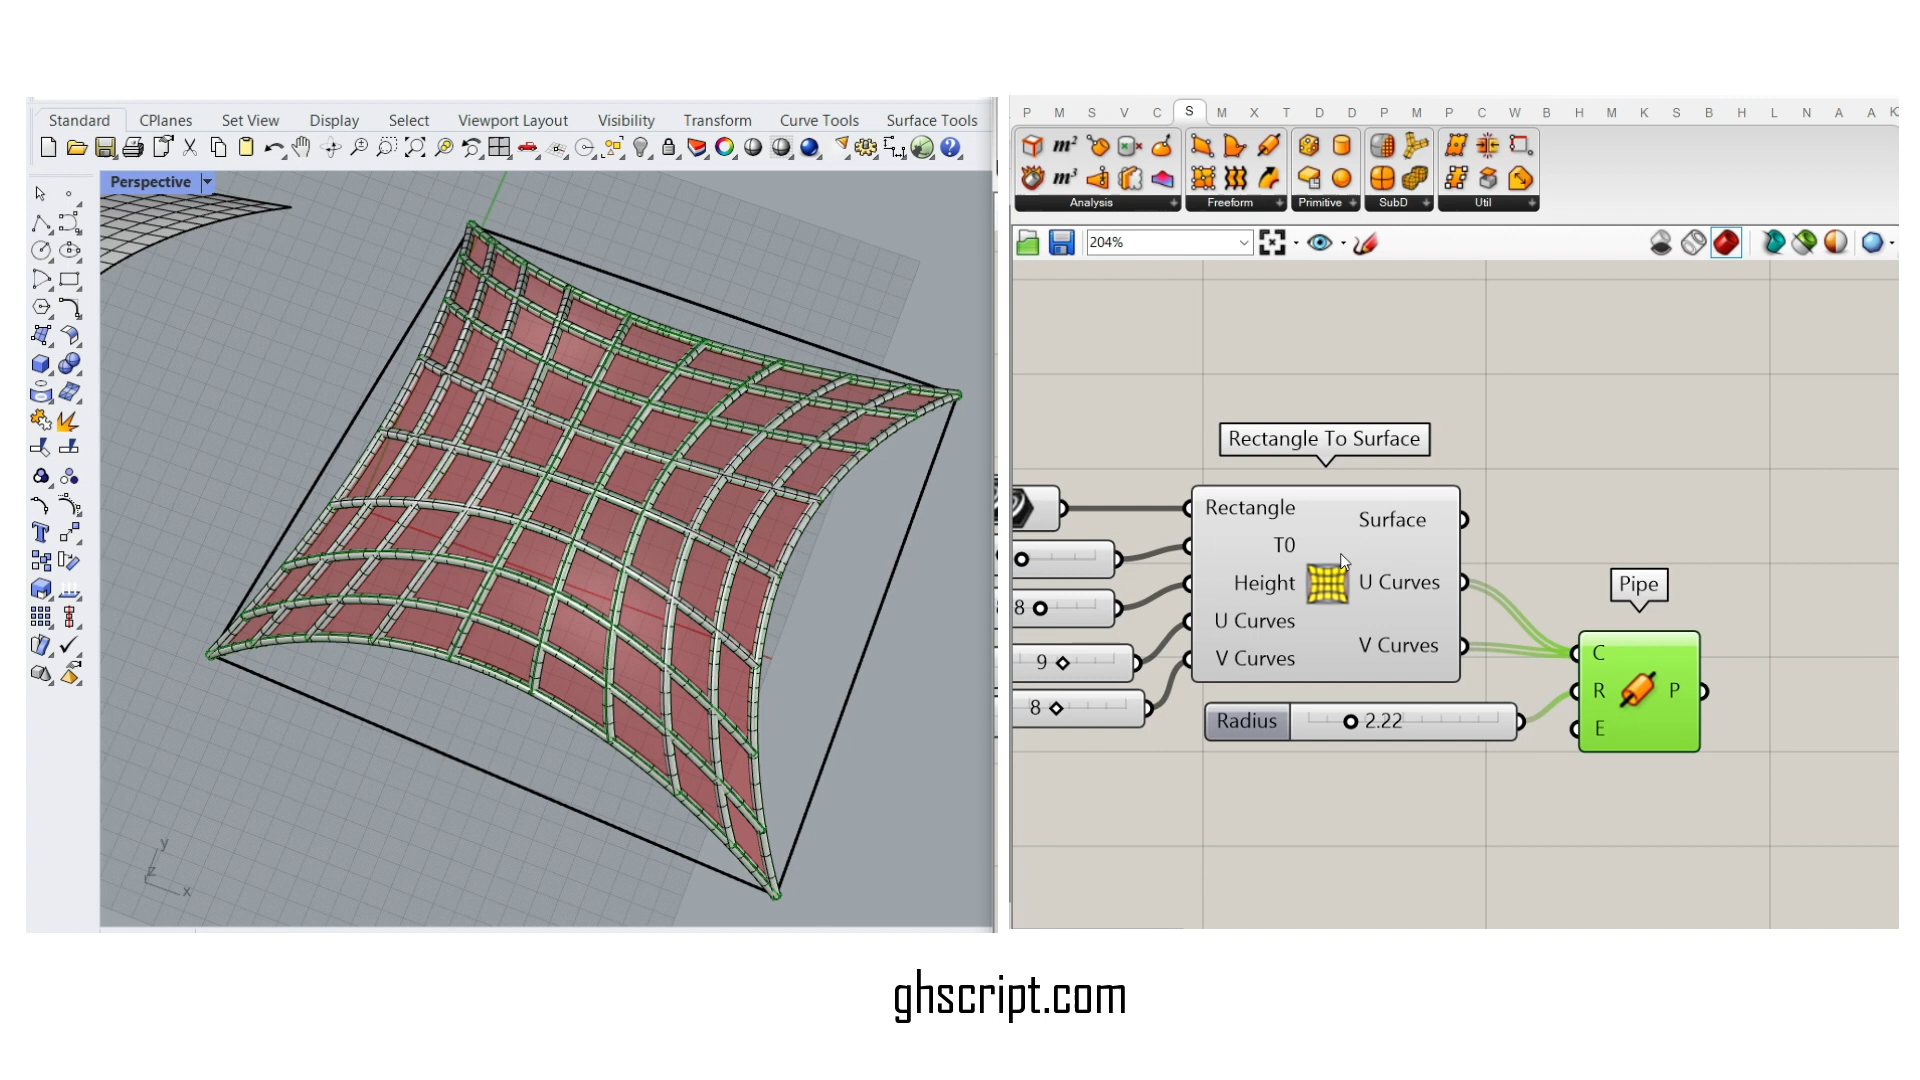 Standard CPlanes Set View Display Select Viewport Layout Visibility Transform Curve Tools Surface Tools
Perspective
y
z
x
P M S V C S M X T D D P M P C W B H M K S B H L N A A K
m²
m³
Analysis Freeform Primitive SubD Util
204%
Rectangle To Surface
Rectangle
T0
Height
U Curves
V Curves
Surface
U Curves
V Curves
8
9
8
Radius 2.22
Pipe
C
R
E
P
ghscript.com